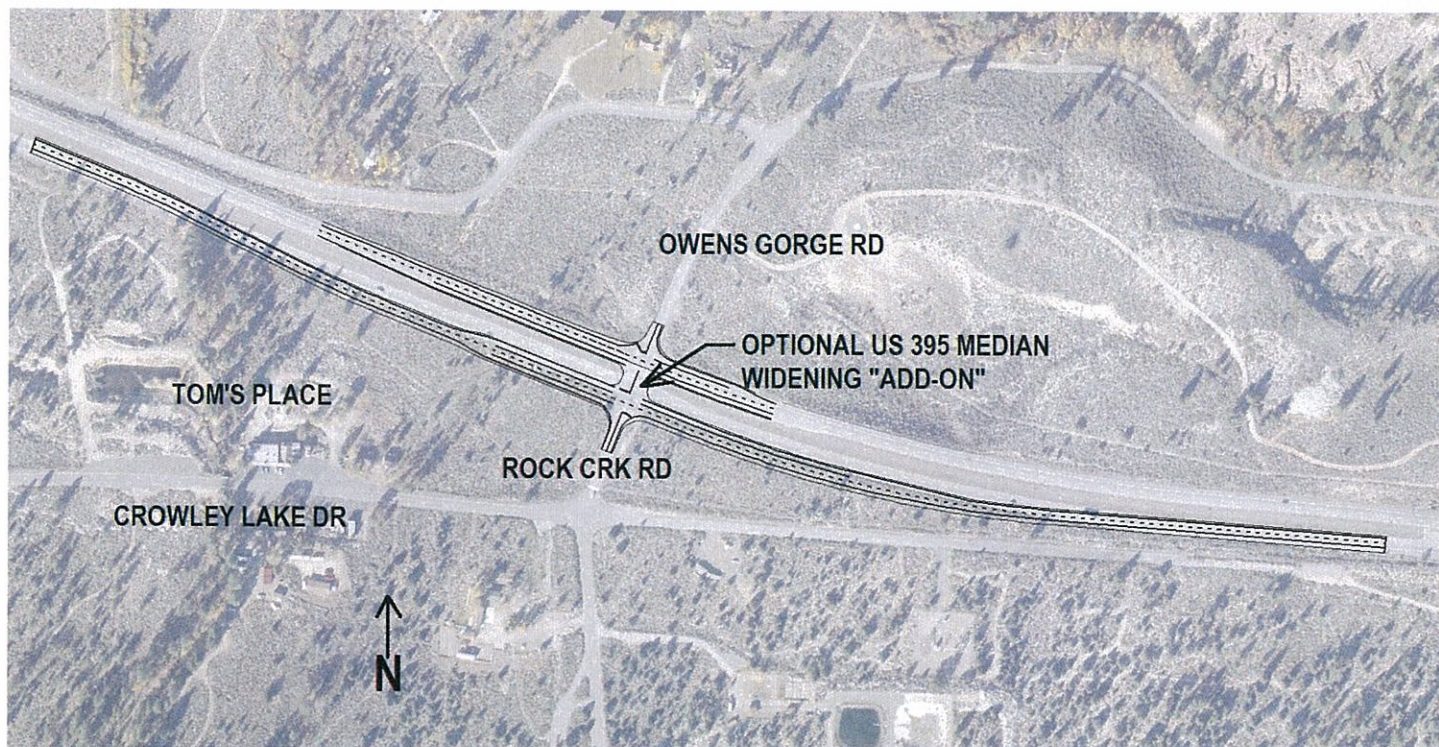 OWENS GORGE RD
OPTIONAL US 395 MEDIAN
WIDENING "ADD-ON"
TOM'S PLACE
ROCK CRK RD
CROWLEY LAKE DR
N